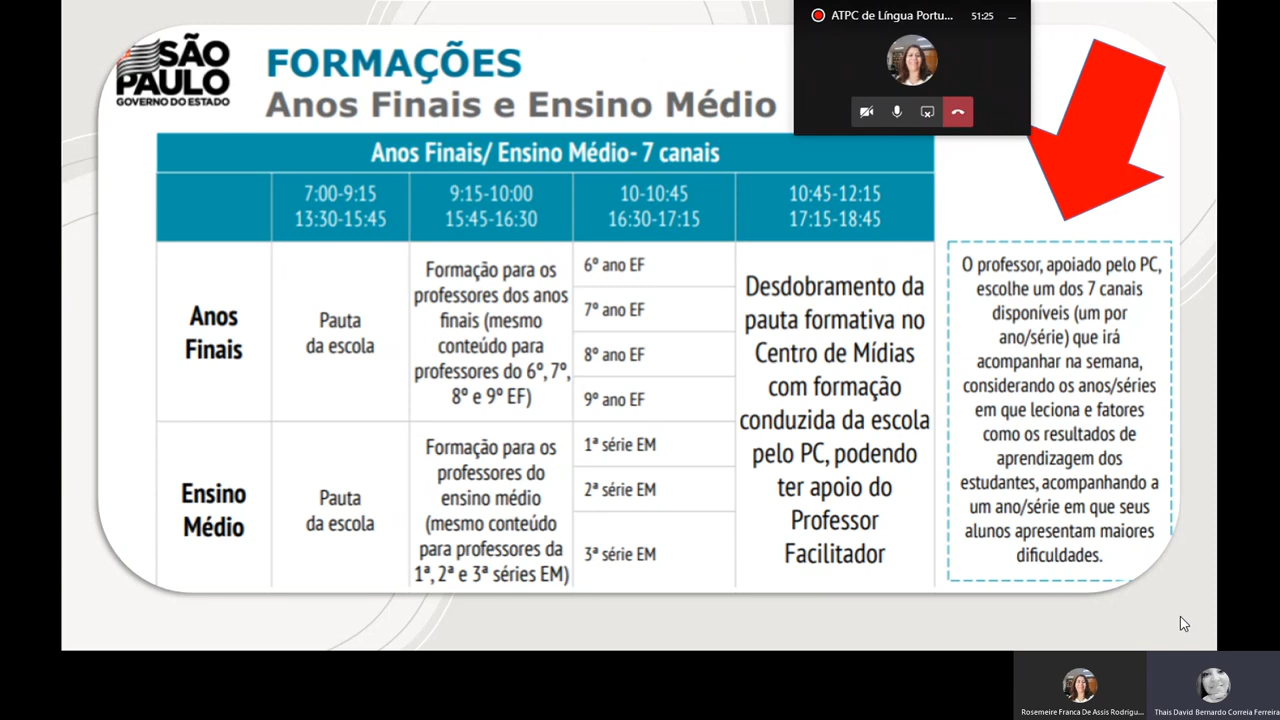 SÃO
PAULO
GOVERNO DO ESTADO
FORMAÇÕES
Anos Finais e Ensino Médio
ATPC de Língua Portu...
51:25
Anos Finais/ Ensino Médio- 7 canais
7:00-9:15
13:30-15:45
9:15-10:00
15:45-16:30
10-10:45
16:30-17:15
10:45-12:15
17:15-18:45
Anos
Finais
Pauta
da escola
Formação para os
professores dos anos
finais (mesmo
conteúdo para
professores do 6º, 7º,
8º e 9º EF)
6º ano EF
7º ano EF
8º ano EF
9º ano EF
Desdobramento da
pauta formativa no
Centro de Mídias
com formação
conduzida da escola
pelo PC, podendo
ter apoio do
Professor
Facilitador
Ensino
Médio
Pauta
da escola
Formação para os
professores do
ensino médio
(mesmo conteúdo
para professores da
1ª, 2ª e 3ª séries EM)
1ª série EM
2ª série EM
3ª série EM
O professor, apoiado pelo PC,
escolhe um dos 7 canais
disponíveis (um por
ano/série) que irá
acompanhar na semana,
considerando os anos/séries
em que leciona e fatores
como os resultados de
aprendizagem dos
estudantes, acompanhando a
um ano/série em que seus
alunos apresentam maiores
dificuldades.
Rosemeire Franca De Assis Rodrigu...
Thais David Bernardo Correia Ferreira